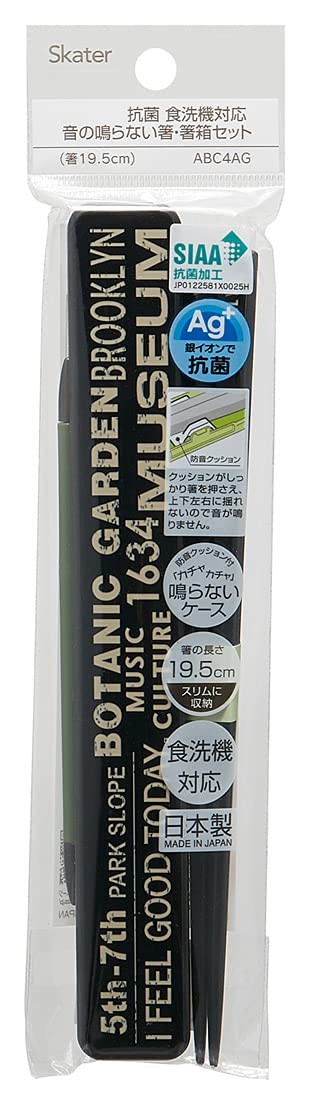 Skater
抗菌 食洗機対応
音の鳴らない箸・箸箱セット
(箸19.5cm)
ABC4AG
SIAA
抗菌加工
JP0122581X0025H
Ag+
銀イオンで
抗菌
防音クッション
クッションがしっ
かり箸を押さえ、
上下左右に揺れ
ないので音が鳴
りません。
防音クッション付
「カチャカチャ」
鳴らない
ケース
箸の長さ
19.5cm
スリムに
収納
食洗機
対応
日本製
MADE IN JAPAN
BROOKLYN
BOTANIC GARDEN
MUSIC 1634 MUSEUM
5th-7th PARK SLOPE CULTURE
I FEEL GOOD TODAY